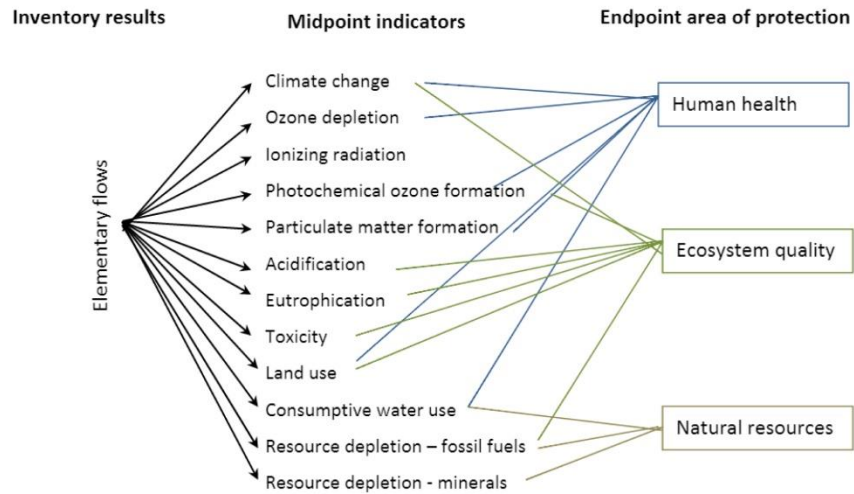 Inventory results
Midpoint indicators
Endpoint area of protection
Elementary flows
Climate change
Ozone depletion
Ionizing radiation
Photochemical ozone formation
Particulate matter formation
Acidification
Eutrophication
Toxicity
Land use
Consumptive water use
Resource depletion – fossil fuels
Resource depletion - minerals
Human health
Ecosystem quality
Natural resources